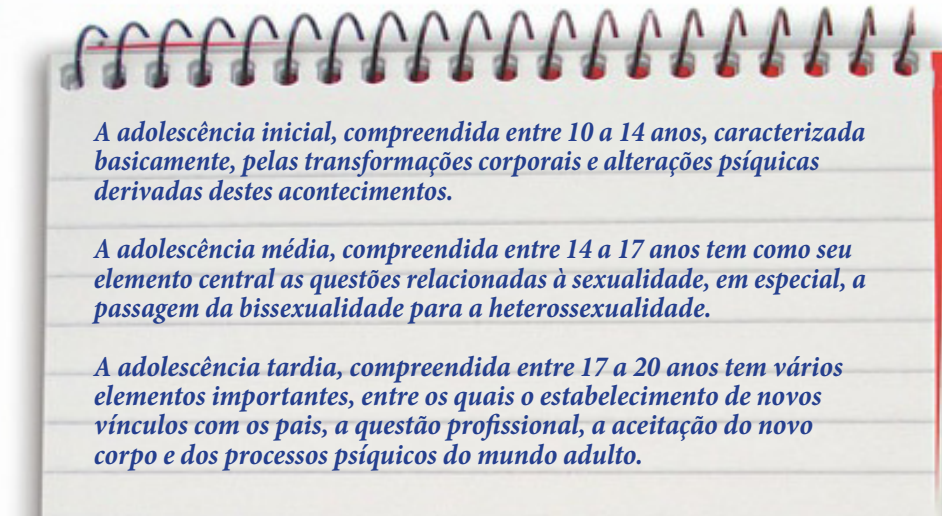 A adolescência inicial, compreendida entre 10 a 14 anos, caracterizada
basicamente, pelas transformações corporais e alterações psíquicas
derivadas destes acontecimentos.
A adolescência média, compreendida entre 14 a 17 anos tem como seu
elemento central as questões relacionadas à sexualidade, em especial, a
passagem da bissexualidade para a heterossexualidade.
A adolescência tardia, compreendida entre 17 a 20 anos tem vários
elementos importantes, entre os quais o estabelecimento de novos
vínculos com os pais, a questão profissional, a aceitação do novo
corpo e dos processos psíquicos do mundo adulto.